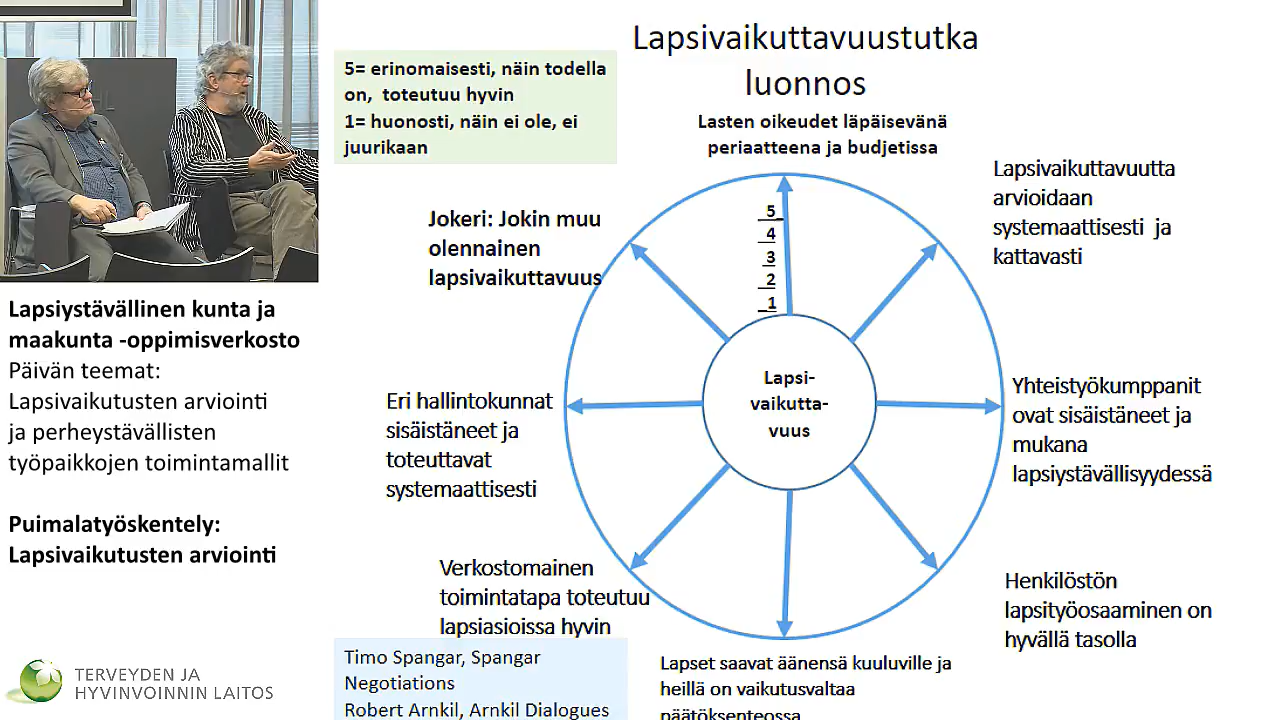 Lapsivaikuttavuustutka
luonnos
5= erinomaisesti, näin todella
on, toteutuu hyvin
1= huonosti, näin ei ole, ei
juurikaan
Lasten oikeudet läpäisevänä
periaatteena ja budjetissa
Lapsivaikuttavuutta
arvioidaan
systemaattisesti ja
kattavasti
Jokeri: Jokin muu
olennainen
lapsivaikuttavuus
5
4
3
2
1
Lapsi-
vaikutta-
vuus
Eri hallintokunnat
sisäistäneet ja
toteuttavat
systemaattisesti
Yhteistyökumppanit
ovat sisäistäneet ja
mukana
lapsiystävällisyydessä
Verkostomainen
toimintatapa toteutuu
lapsiasioissa hyvin
Henkilöstön
lapsityöosaaminen on
hyvällä tasolla
Lapset saavat äänensä kuuluville ja
heillä on vaikutusvaltaa
päätöksenteossa
Timo Spangar, Spangar
Negotiations
Robert Arnkil, Arnkil Dialogues
Lapsiystävällinen kunta ja
maakunta -oppimisverkosto
Päivän teemat:
Lapsivaikutusten arviointi
ja perheystävällisten
työpaikkojen toimintamallit
Puimalatyöskentely:
Lapsivaikutusten arviointi
TERVEYDEN JA
HYVINVOINNIN LAITOS